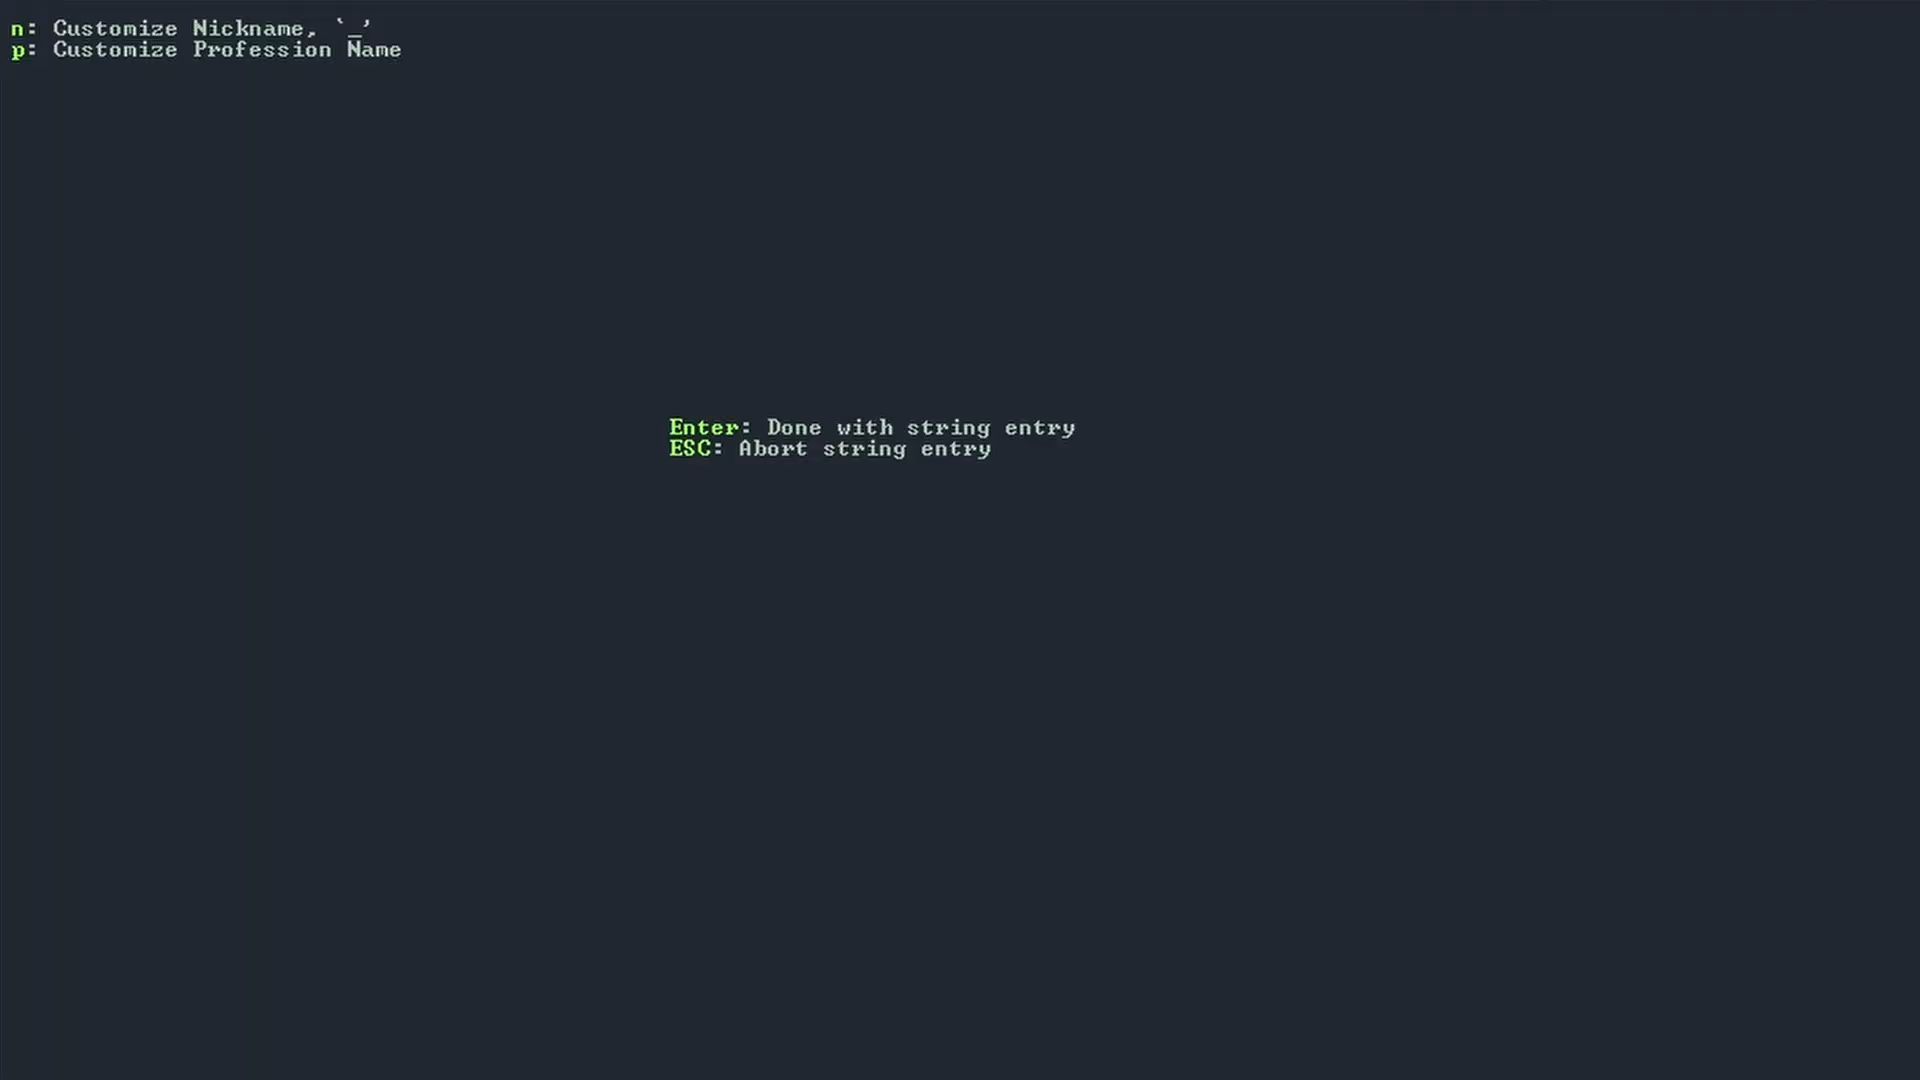 n: Customize Nickname, `_'
p: Customize Profession Name
Enter: Done with string entry
ESC: Abort string entry